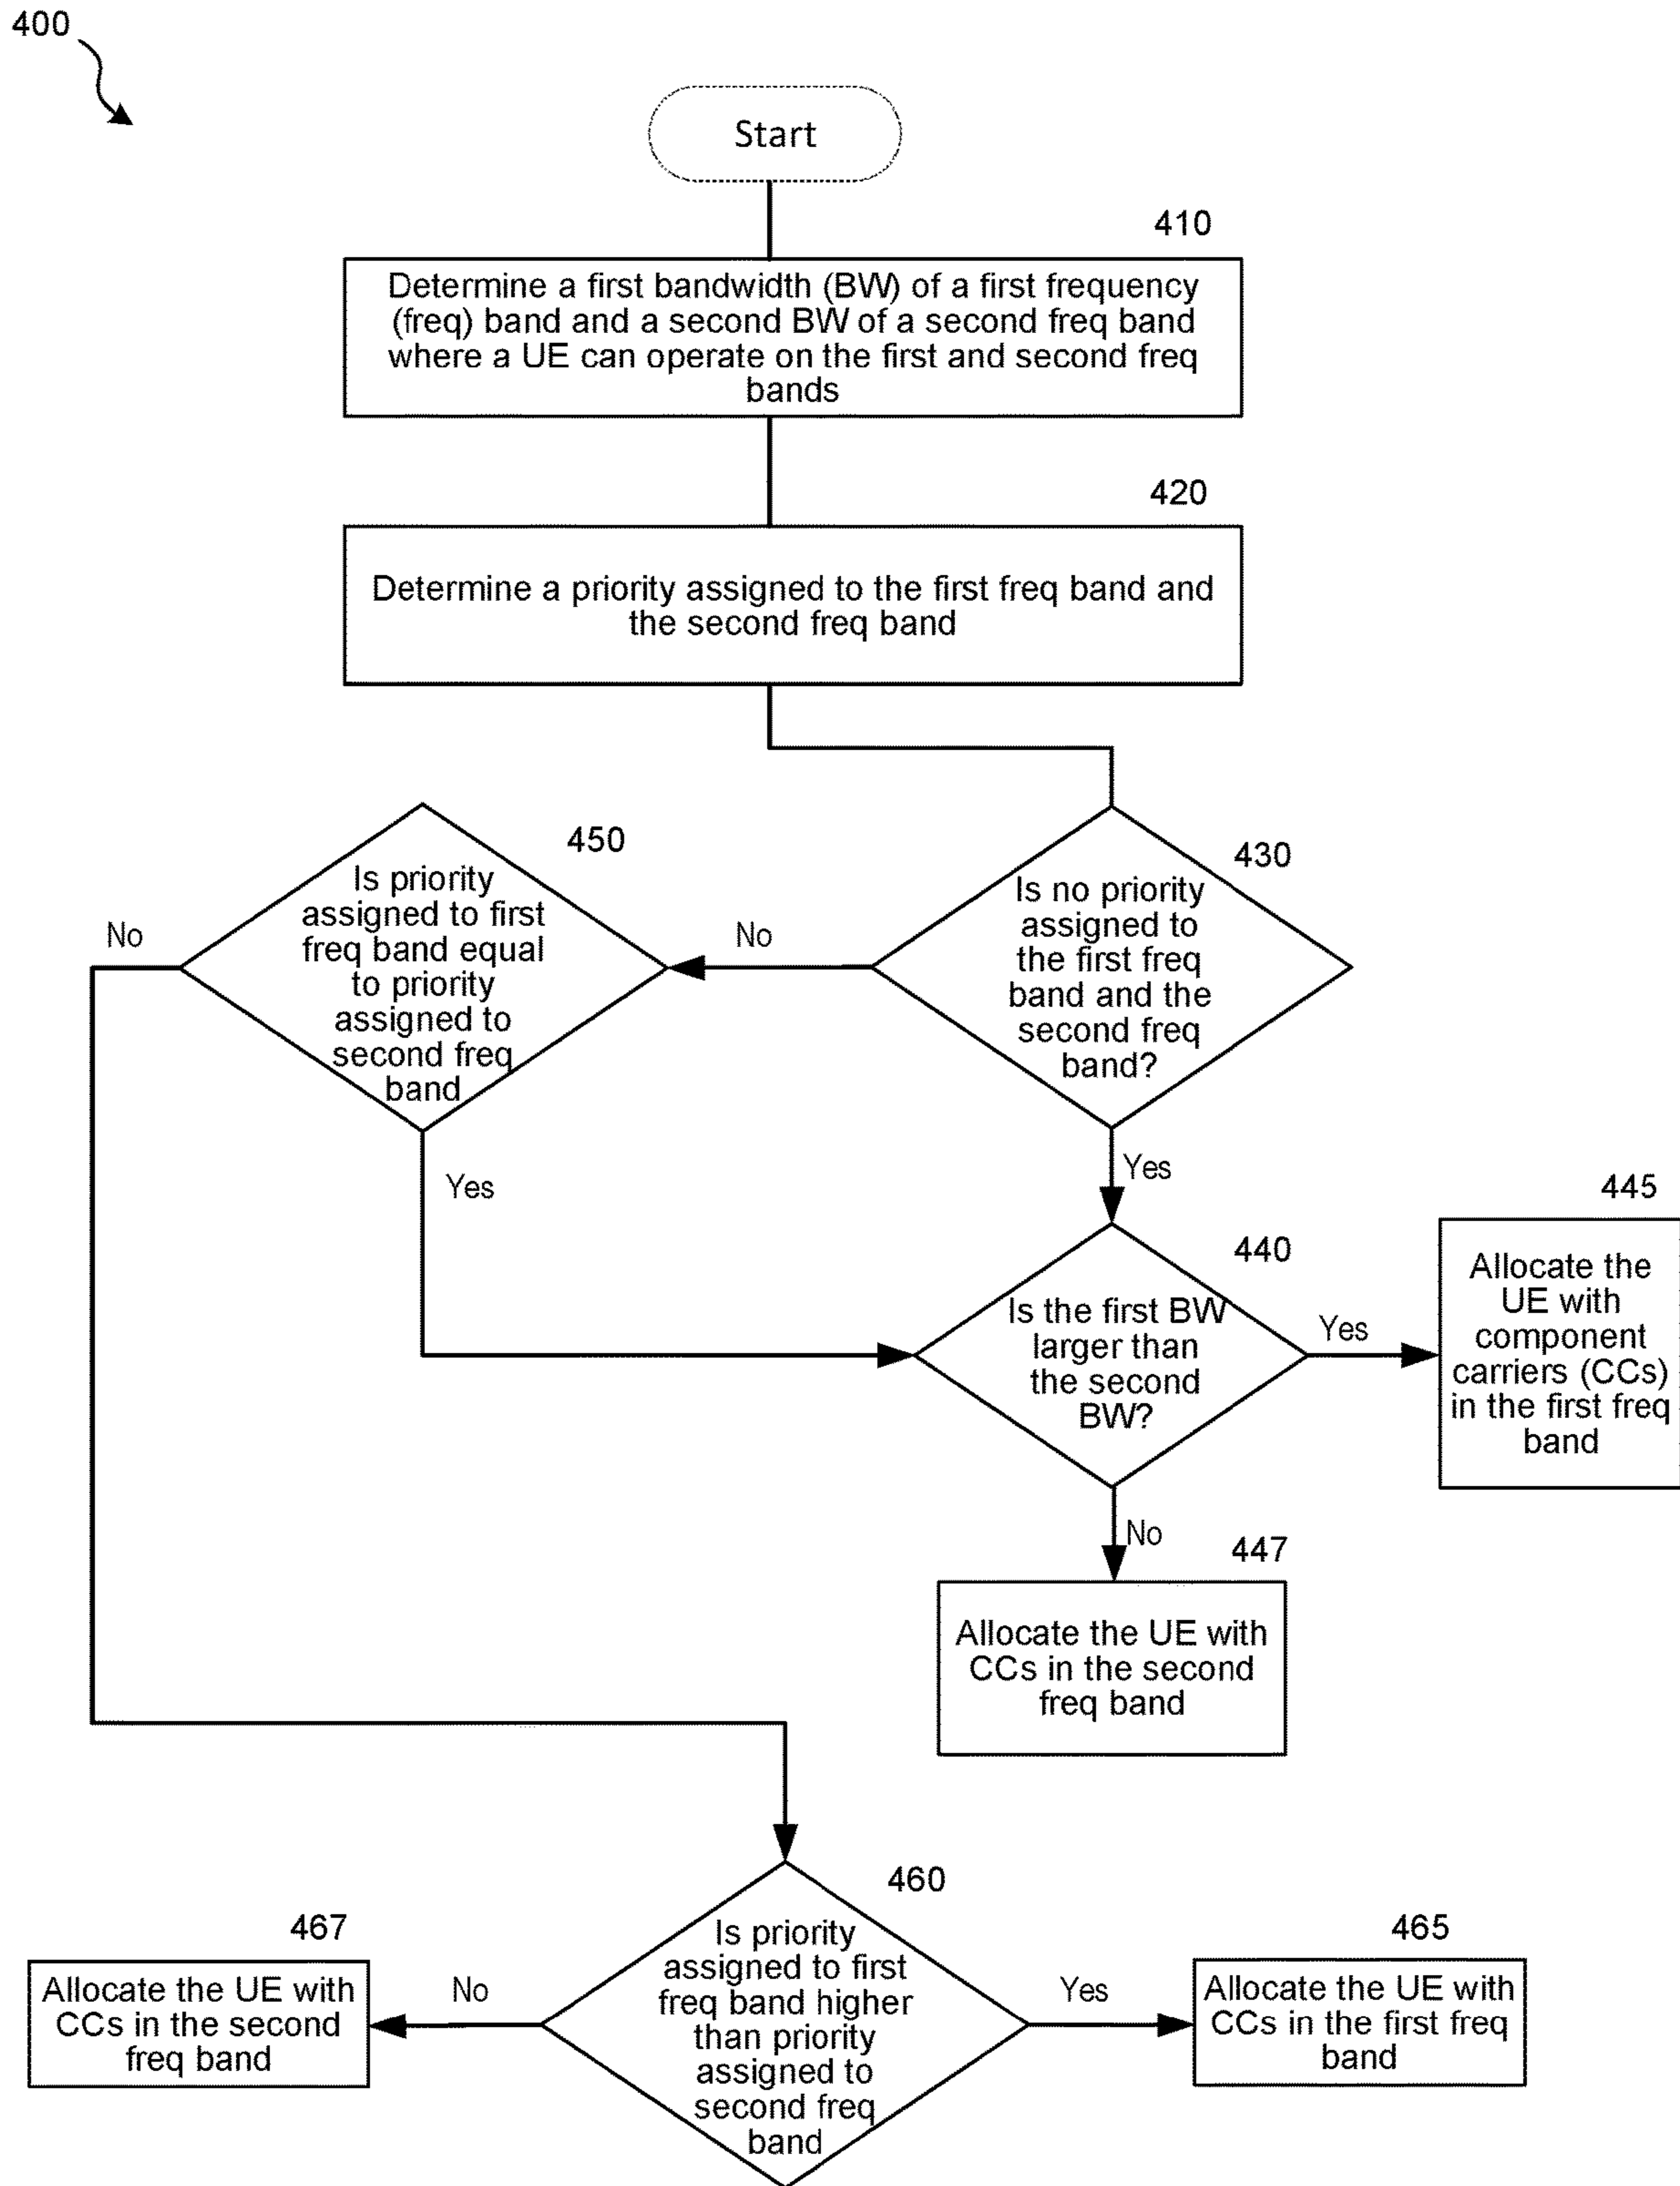 400
Start
410
Determine a first bandwidth (BW) of a first frequency
(freq) band and a second BW of a second freq band
where a UE can operate on the first and second freq
bands
420
Determine a priority assigned to the first freq band and
the second freq band
450
Is priority
assigned to first
freq band equal
to priority
assigned to
second freq
band
No
No
430
Is no priority
assigned to
the first freq
band and the
second freq
band?
Yes
Yes
440
Is the first BW
larger than
the second
BW?
Yes
445
Allocate the
UE with
component
carriers (CCs)
in the first freq
band
No
447
Allocate the UE with
CCs in the second
freq band
460
Is priority
assigned to first
freq band higher
than priority
assigned to
second freq
band
467
Allocate the UE with
CCs in the second
freq band
No
Yes
465
Allocate the UE with
CCs in the first freq
band